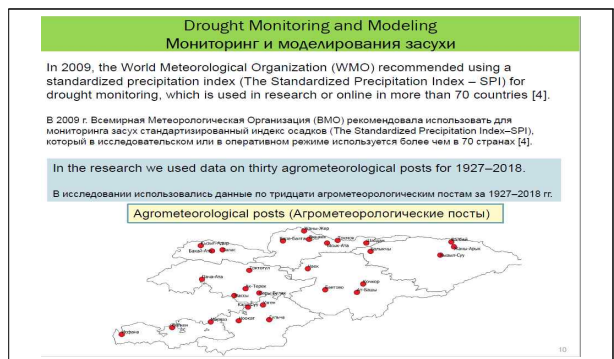 Drought Monitoring and Modeling
Мониторинг и моделирования засухи
In 2009, the World Meteorological Organization (WMO) recommended using a
standardized precipitation index (The Standardized Precipitation Index – SPI) for
drought monitoring, which is used in research or online in more than 70 countries [4].
В 2009 г. Всемирная Метеорологическая Организация (ВМО) рекомендовала использовать для
мониторинга засух стандартизированный индекс осадков (The Standardized Precipitation Index–SPI),
который в исследовательском или в оперативном режиме используется более чем в 70 странах [4].
In the research we used data on thirty agrometeorological posts for 1927–2018.
В исследовании использовались данные по тридцати агрометеорологическим постам за 1927–2018 гг.
Agrometeorological posts (Агрометеорологические посты)
Токтогул
Ак-Терек
Ноокат
10